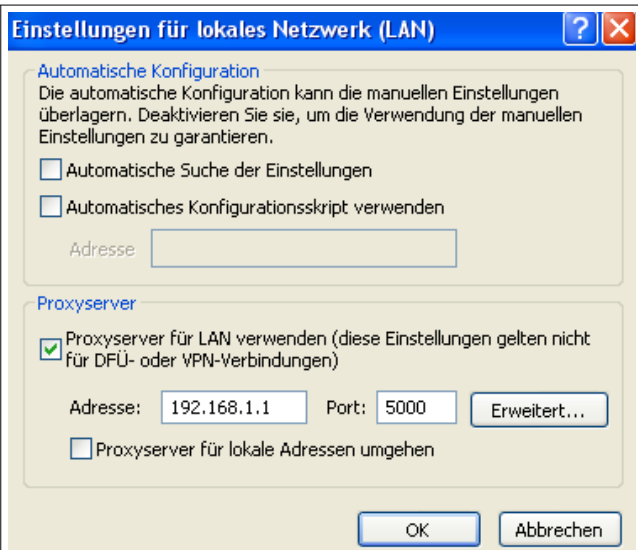 Einstellungen für lokales Netzwerk (LAN)
Automatische Konfiguration
Die automatische Konfiguration kann die manuellen Einstellungen
überlagern. Deaktivieren Sie sie, um die Verwendung der manuellen
Einstellungen zu garantieren.
Automatische Suche der Einstellungen
Automatisches Konfigurationsskript verwenden
Adresse
Proxyserver
Proxyserver für LAN verwenden (diese Einstellungen gelten nicht
für DFÜ- oder VPN-Verbindungen)
Adresse: 192.168.1.1 Port: 5000 Erweitert...
Proxyserver für lokale Adressen umgehen
OK Abbrechen